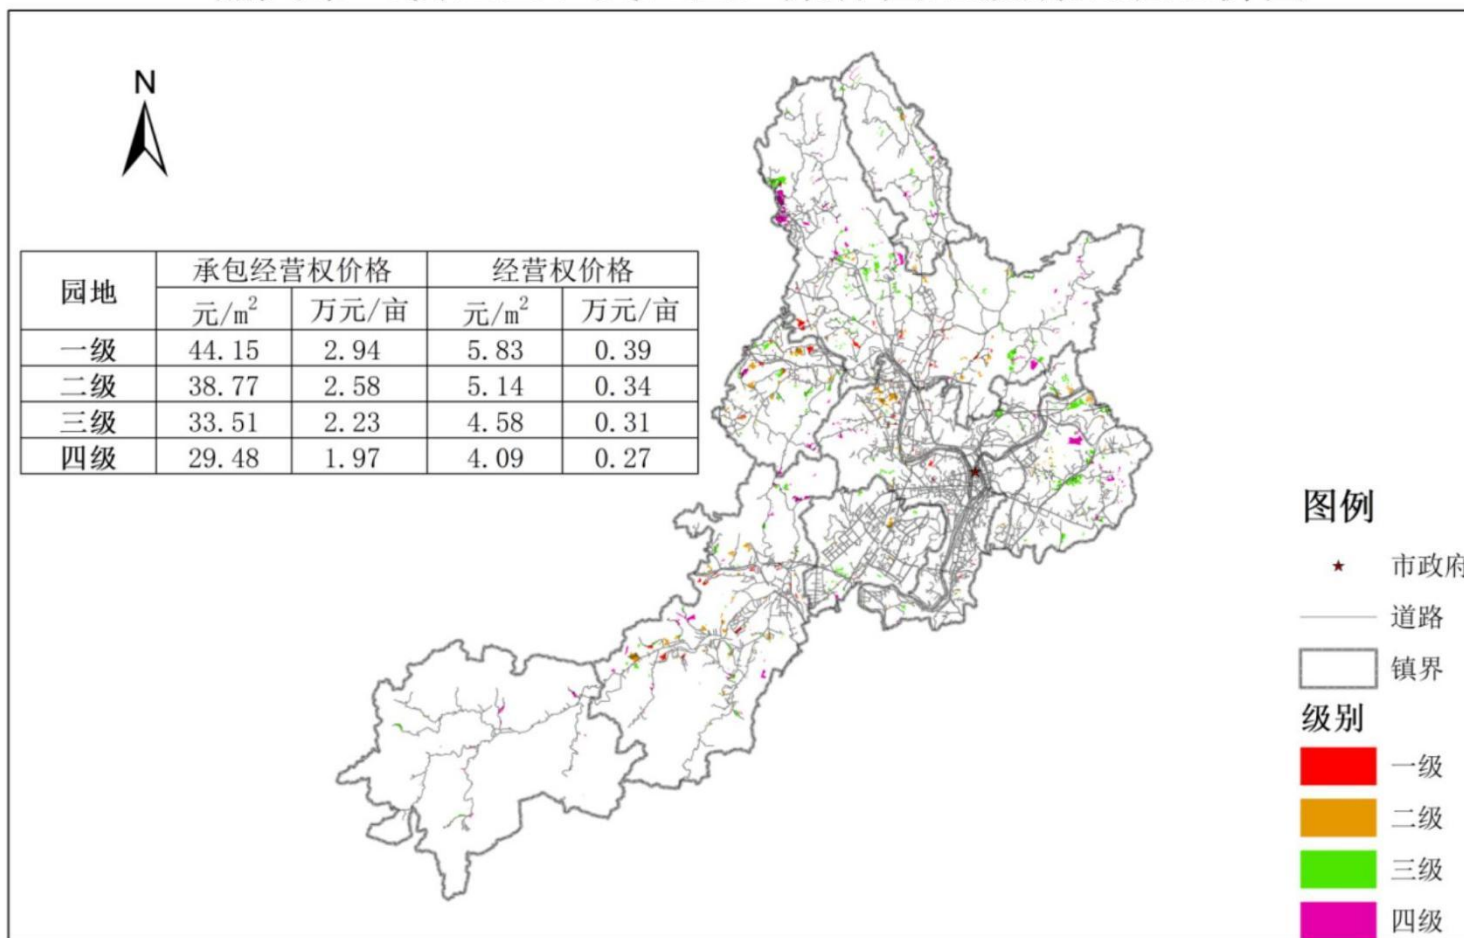 N
园地 承包经营权价格 经营权价格
元/m² 万元/亩 元/m² 万元/亩
一级 44.15 2.94 5.83 0.39
二级 38.77 2.58 5.14 0.34
三级 33.51 2.23 4.58 0.31
四级 29.48 1.97 4.09 0.27
图例
市政府
道路
镇界
级别
一级
二级
三级
四级